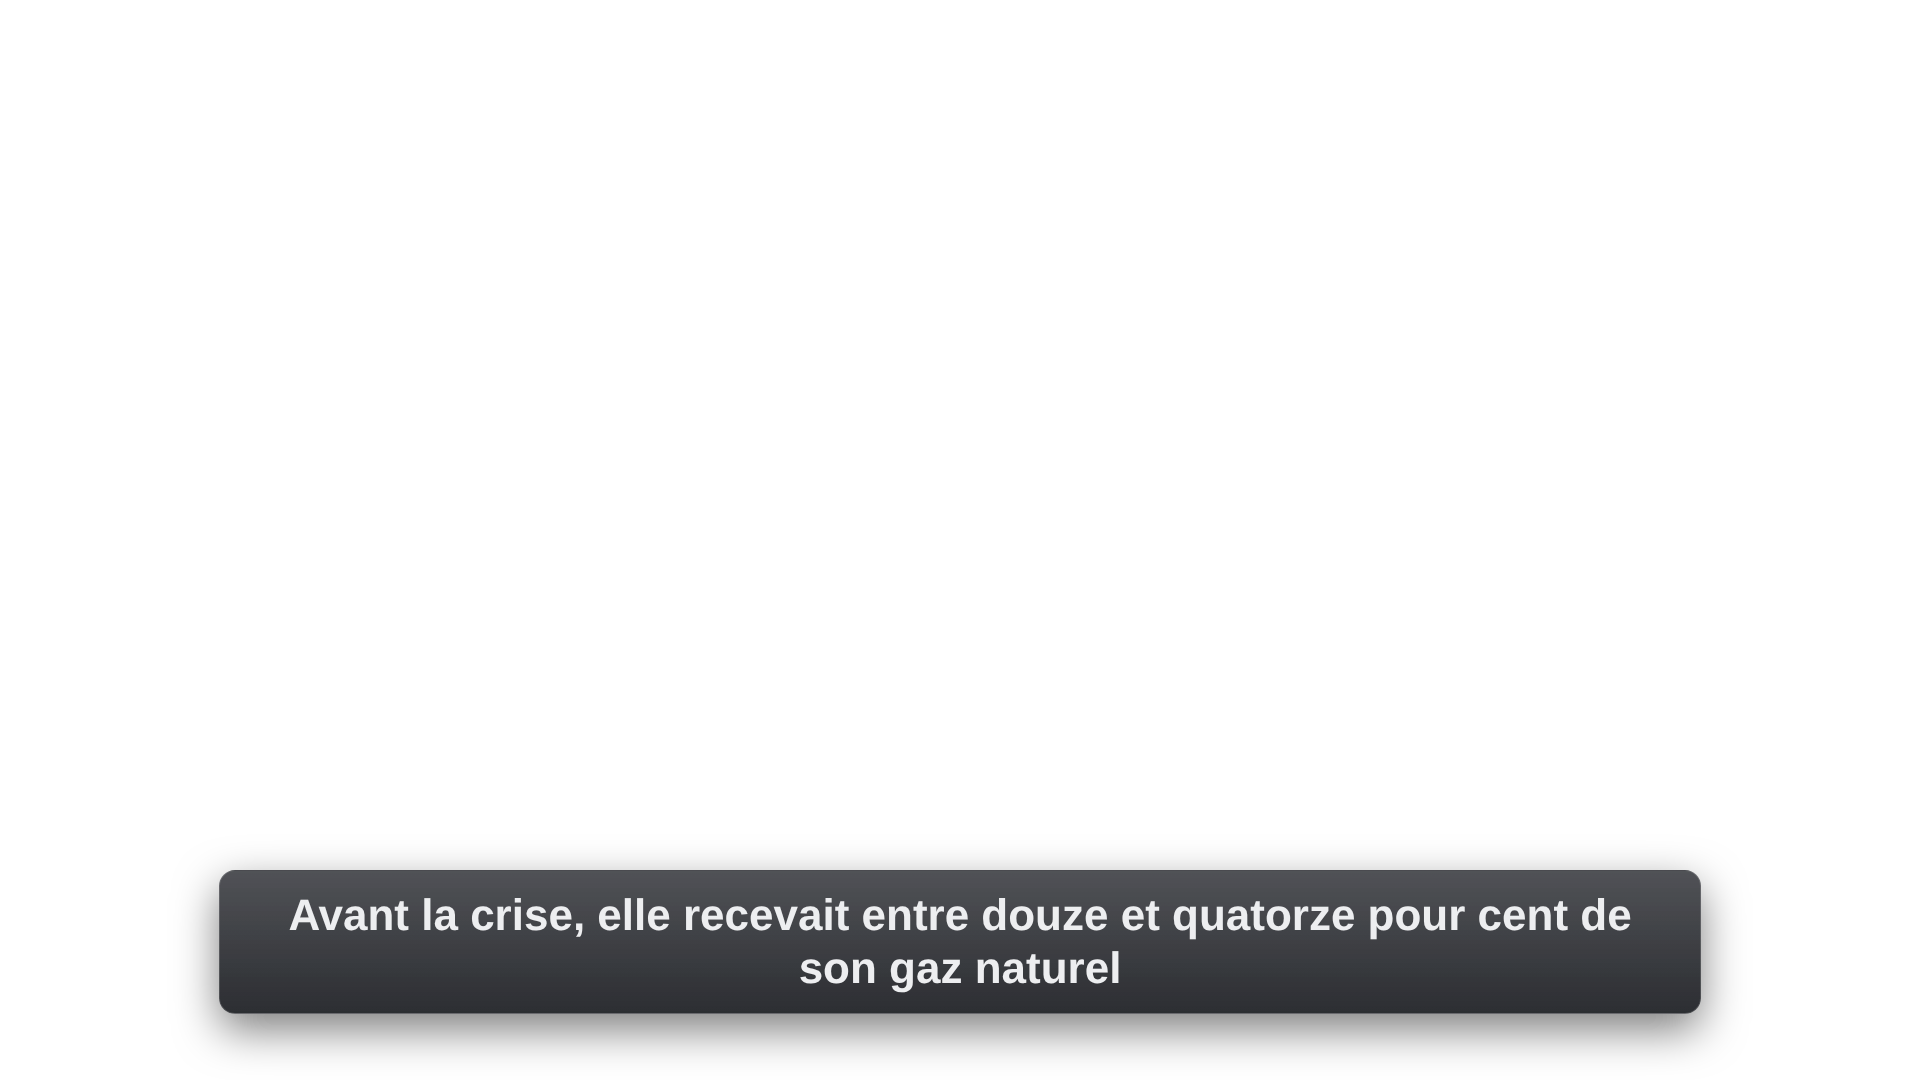 Avant la crise, elle recevait entre douze et quatorze pour cent de
son gaz naturel